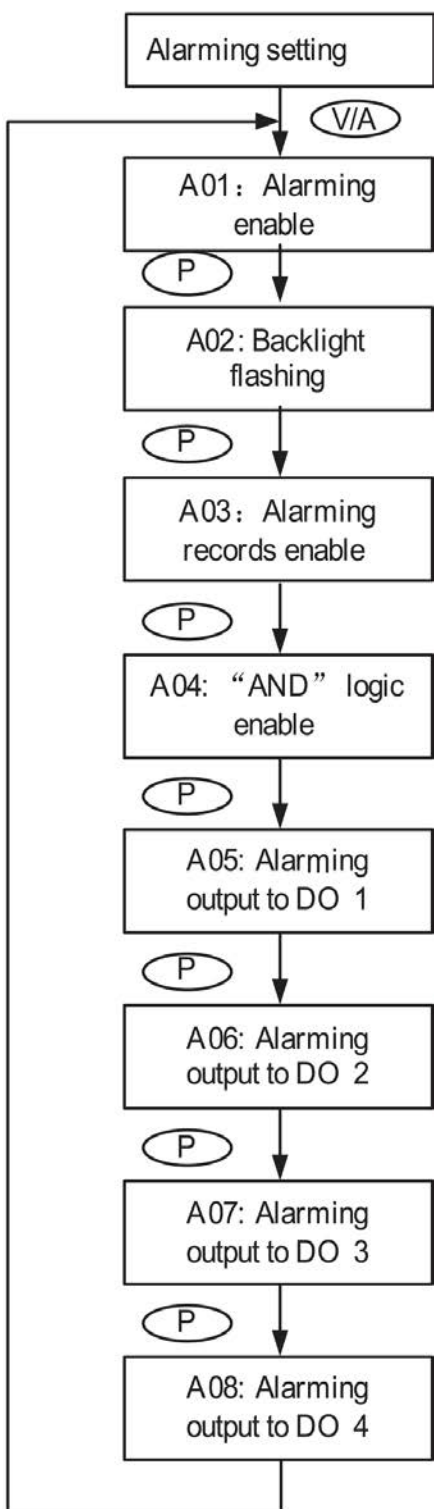 Alarming setting
V/A
A01：Alarming
enable
P
A02: Backlight
flashing
P
A03：Alarming
records enable
P
A04: “AND” logic
enable
P
A05: Alarming
output to DO 1
P
A06: Alarming
output to DO 2
P
A07: Alarming
output to DO 3
P
A08: Alarming
output to DO 4